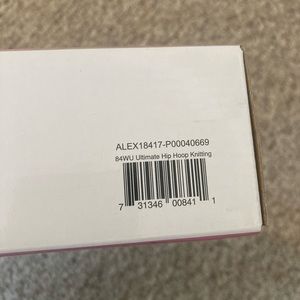 ALEX18417-P00040669
84WU Ultimate Hip Hoop Knitting
7 31346 00841 1